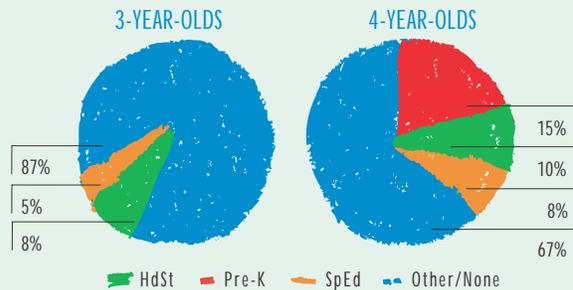 3-YEAR-OLDS
4-YEAR-OLDS
87%
5%
8%
15%
10%
8%
67%
HdSt Pre-K SpEd Other/None